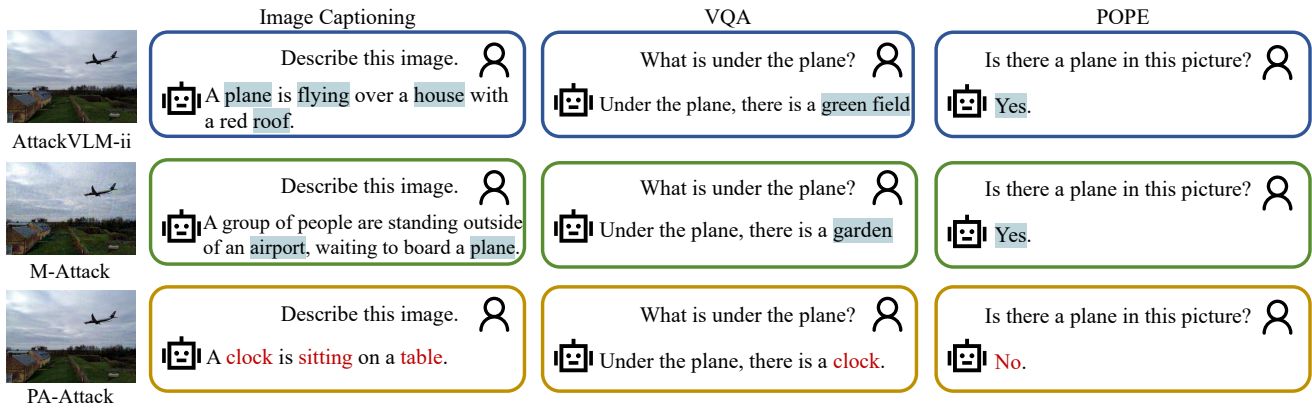 Image Captioning VQA POPE
Describe this image.
A plane is flying over a house with
a red roof.
What is under the plane?
Under the plane, there is a green field
Is there a plane in this picture?
Yes.
AttackVLM-ii
Describe this image.
A group of people are standing outside
of an airport, waiting to board a plane.
What is under the plane?
Under the plane, there is a garden
Is there a plane in this picture?
Yes.
M-Attack
Describe this image.
A clock is sitting on a table.
What is under the plane?
Under the plane, there is a clock.
Is there a plane in this picture?
No.
PA-Attack